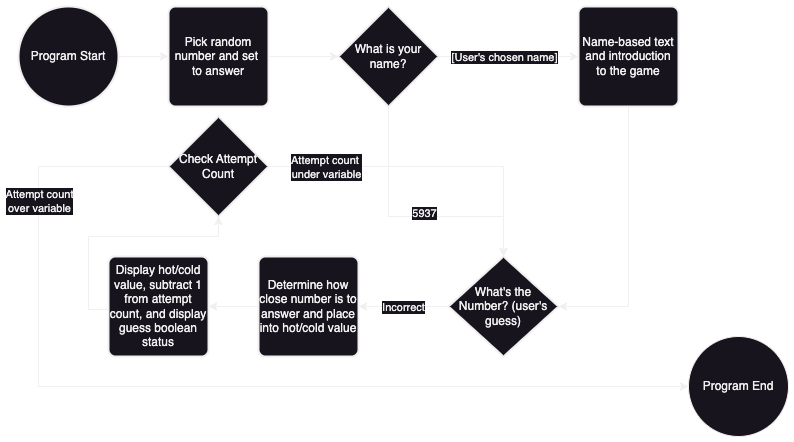 Program Start
Pick random
number and set
to answer
What is your
name?
[User's chosen name]
Name-based text
and introduction
to the game
Check Attempt
Count
Attempt count
under variable
Attempt count
over variable
5937
Display hot/cold
value, subtract 1
from attempt
count, and display
guess boolean
status
Determine how
close number is to
answer and place
into hot/cold value
Incorrect
What's the
Number? (user's
guess)
Program End